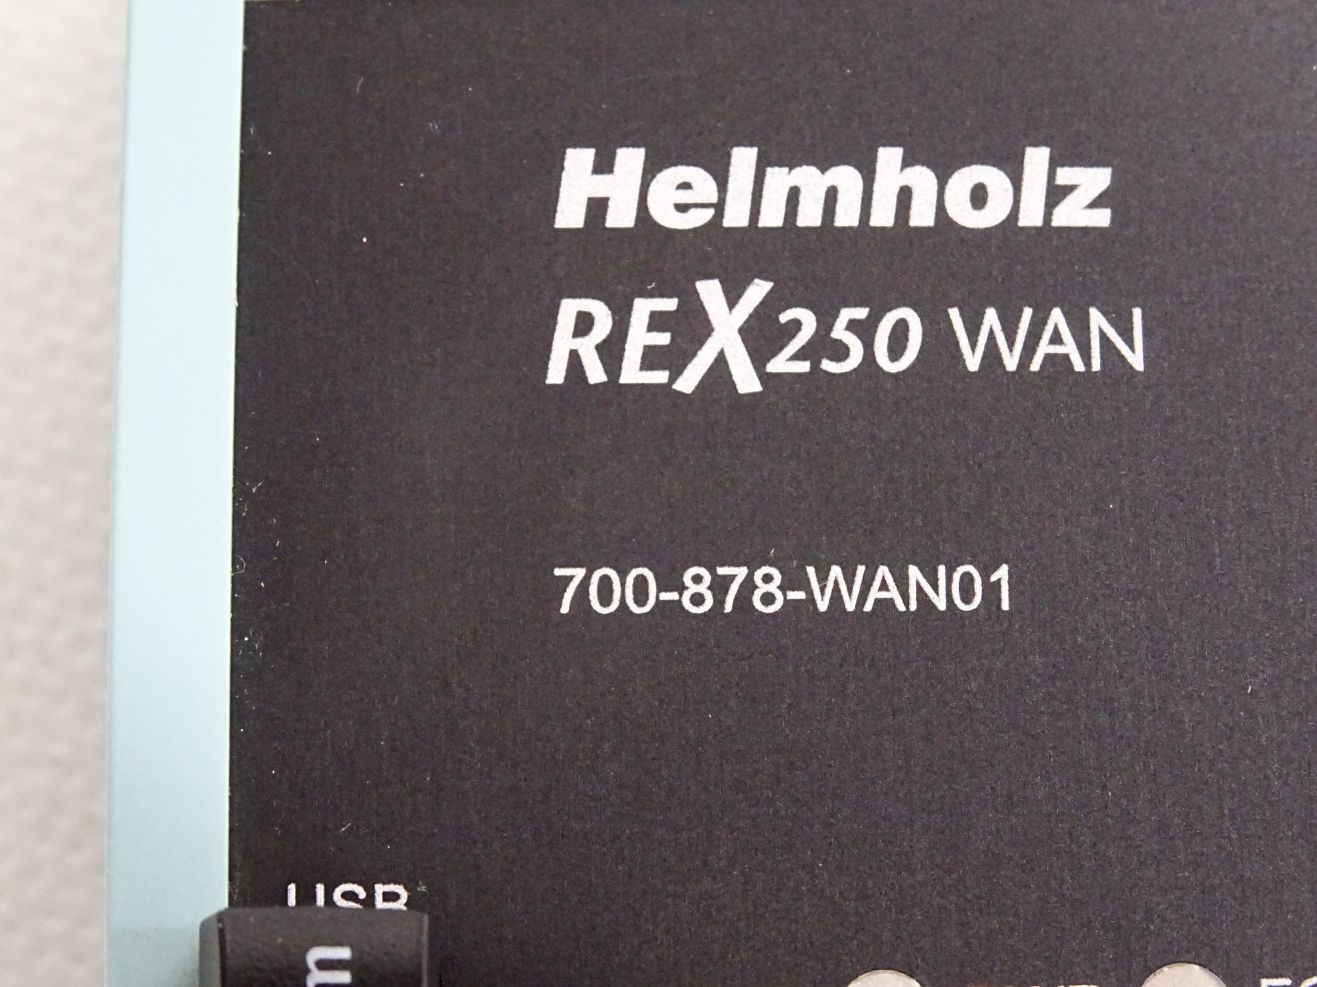 Helmholz
REX250 WAN
700-878-WAN01
USB